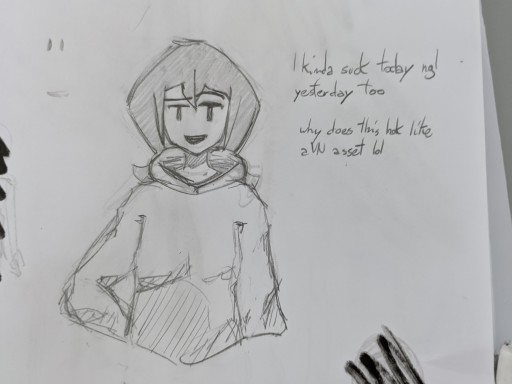 I kinda suck today ngl
yesterday too
why does this look like
a VN asset lol